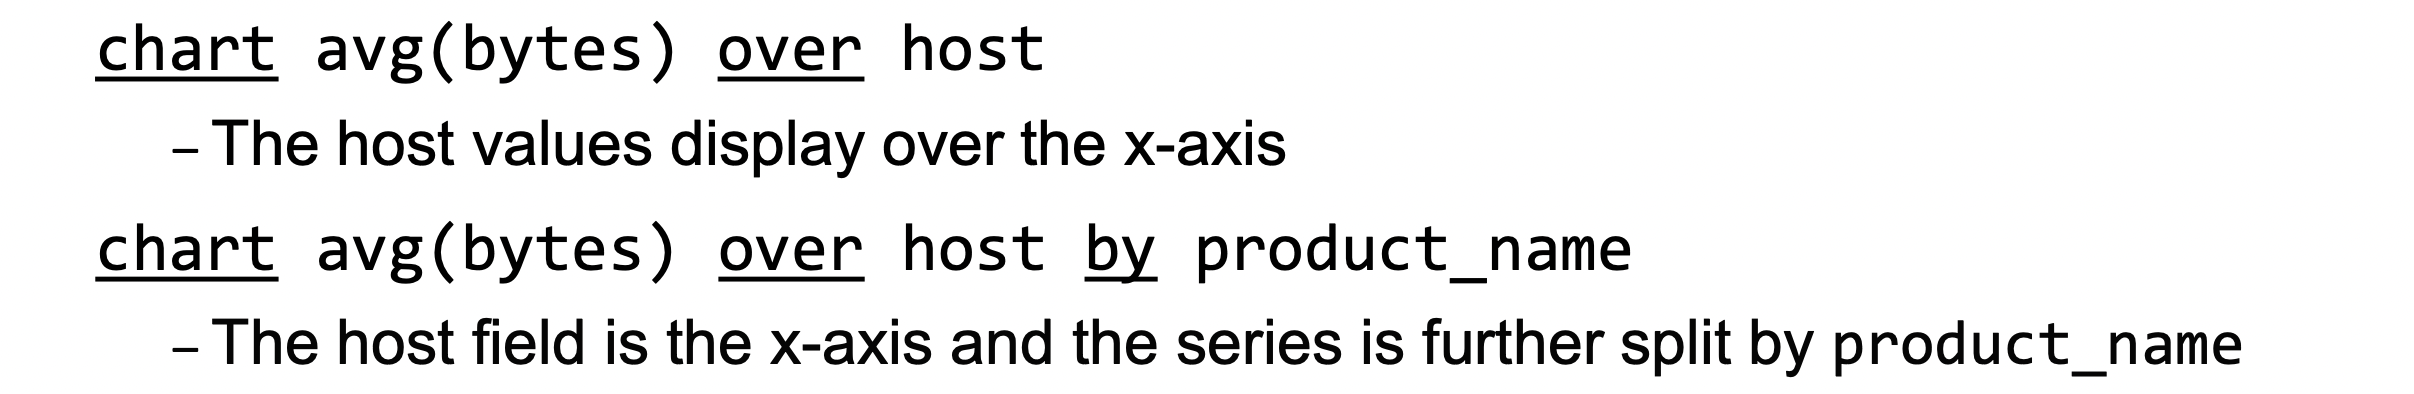 chart avg(bytes) over host
– The host values display over the x-axis
chart avg(bytes) over host by product_name
– The host field is the x-axis and the series is further split by product_name